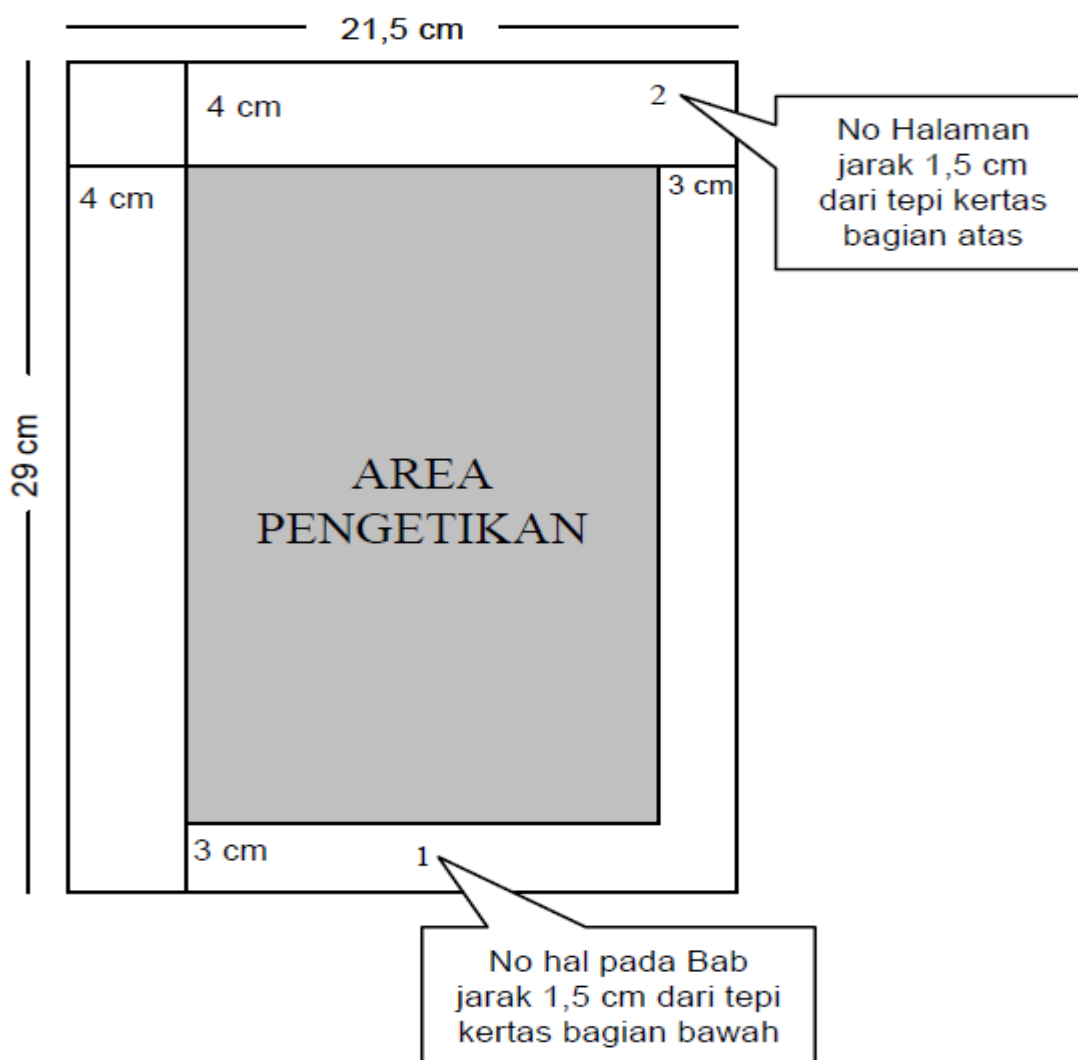 21,5 cm
4 cm
2
No Halaman
jarak 1,5 cm
dari tepi kertas
bagian atas
4 cm
3 cm
29 cm
AREA
PENGETIKAN
3 cm
1
No hal pada Bab
jarak 1,5 cm dari tepi
kertas bagian bawah